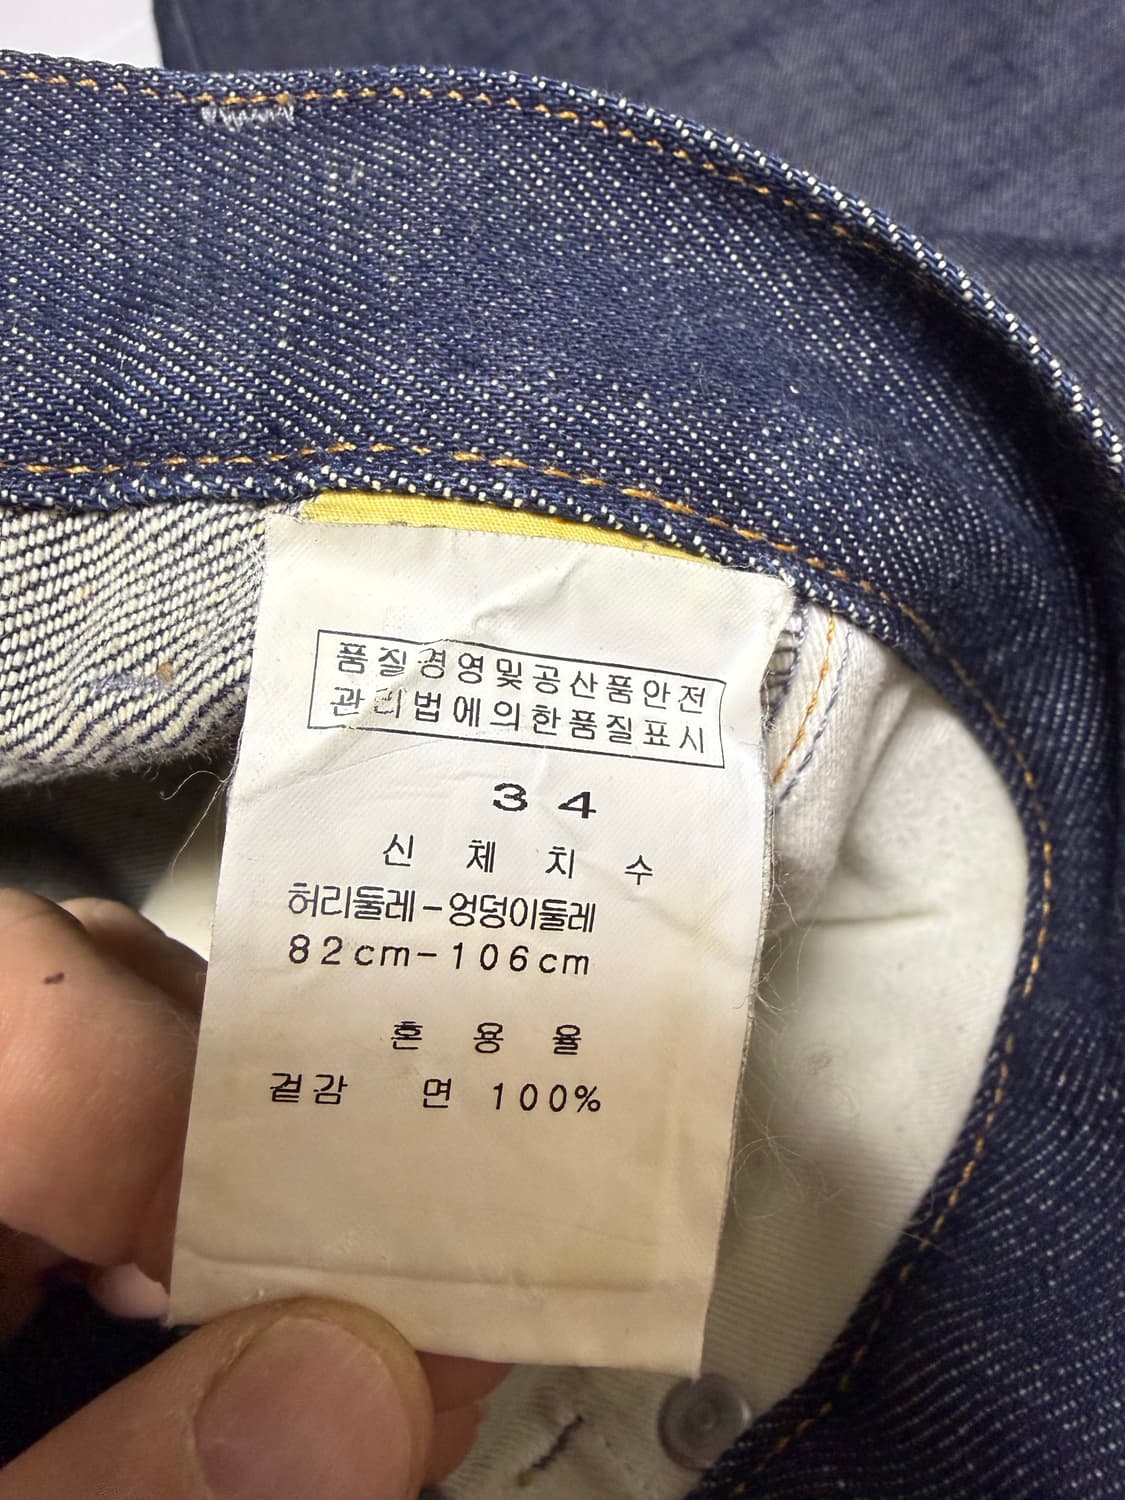 품질경영및공산품안전
관리법에의한품질표시
34
신체치수
허리둘레-엉덩이둘레
82cm-106cm
혼용율
겉감 면 100%